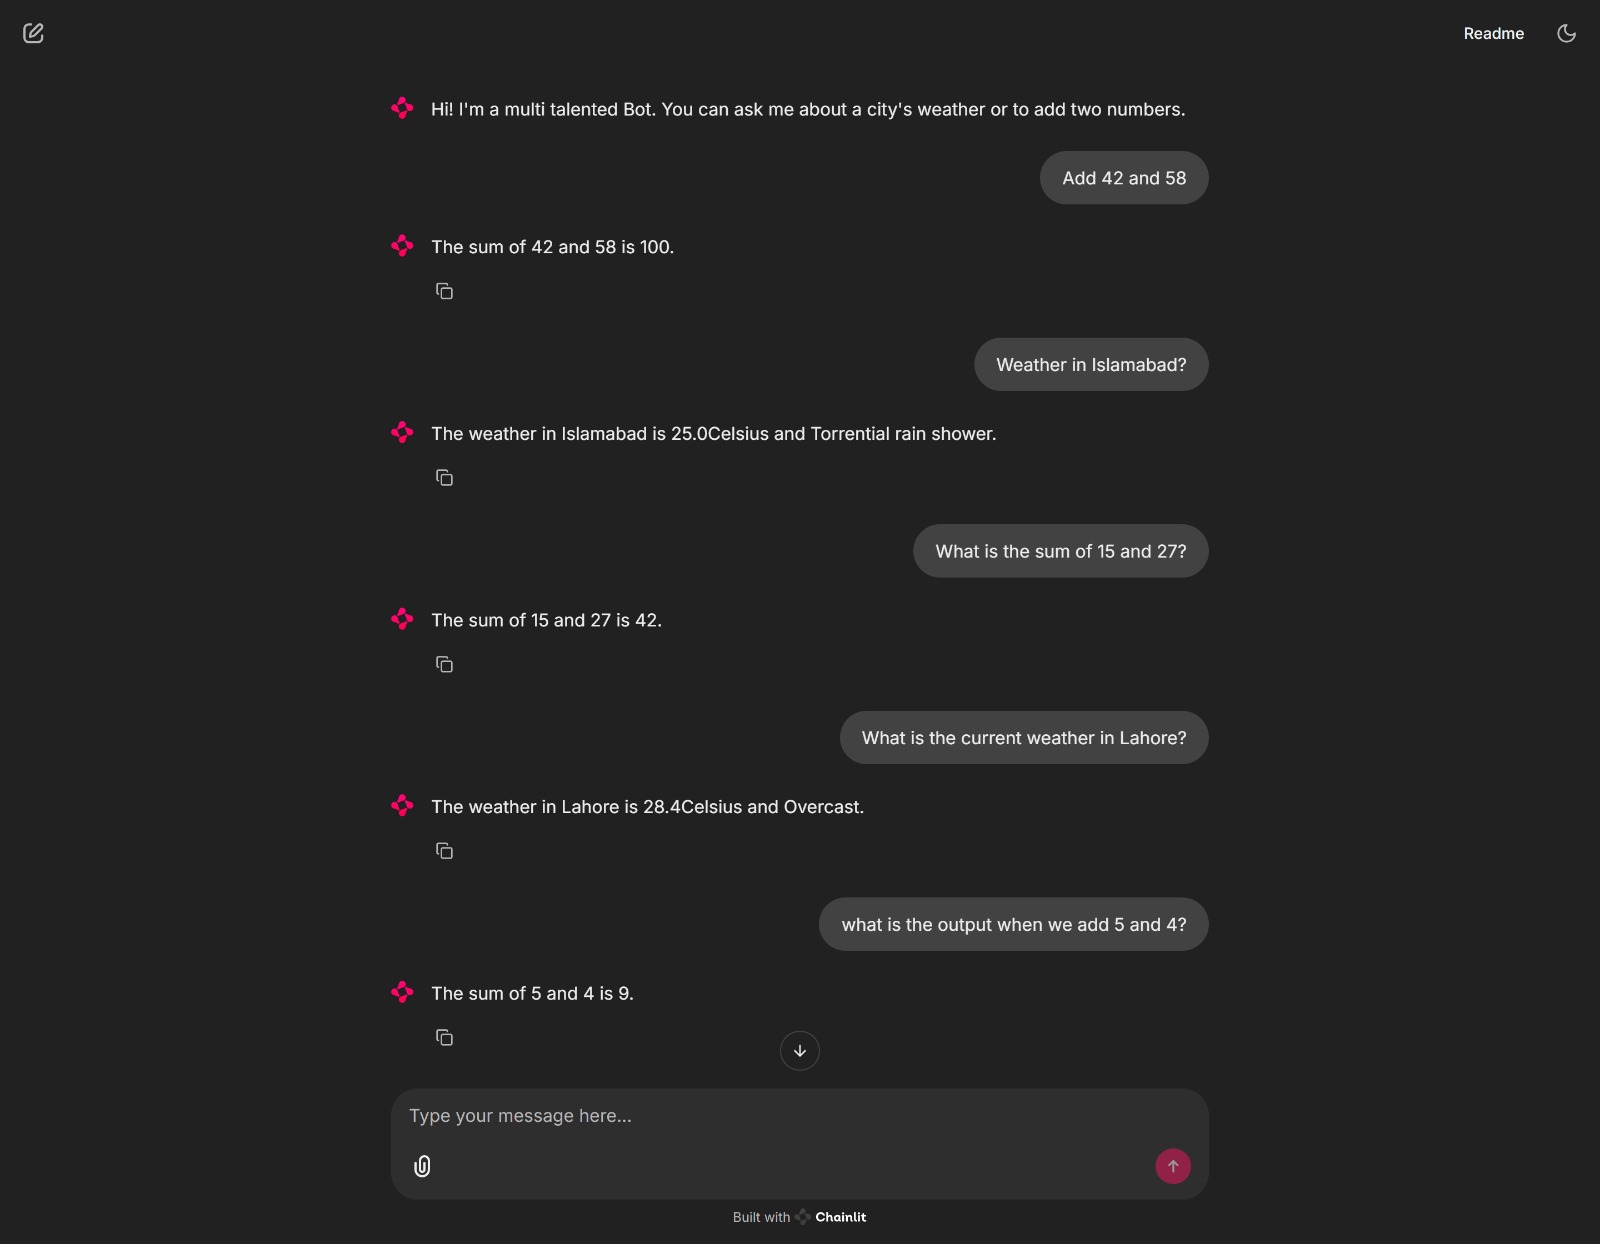 Readme
Hi! I'm a multi talented Bot. You can ask me about a city's weather or to add two numbers.
Add 42 and 58
The sum of 42 and 58 is 100.
Weather in Islamabad?
The weather in Islamabad is 25.0Celsius and Torrential rain shower.
What is the sum of 15 and 27?
The sum of 15 and 27 is 42.
What is the current weather in Lahore?
The weather in Lahore is 28.4Celsius and Overcast.
what is the output when we add 5 and 4?
The sum of 5 and 4 is 9.
Type your message here...
Built with Chainlit